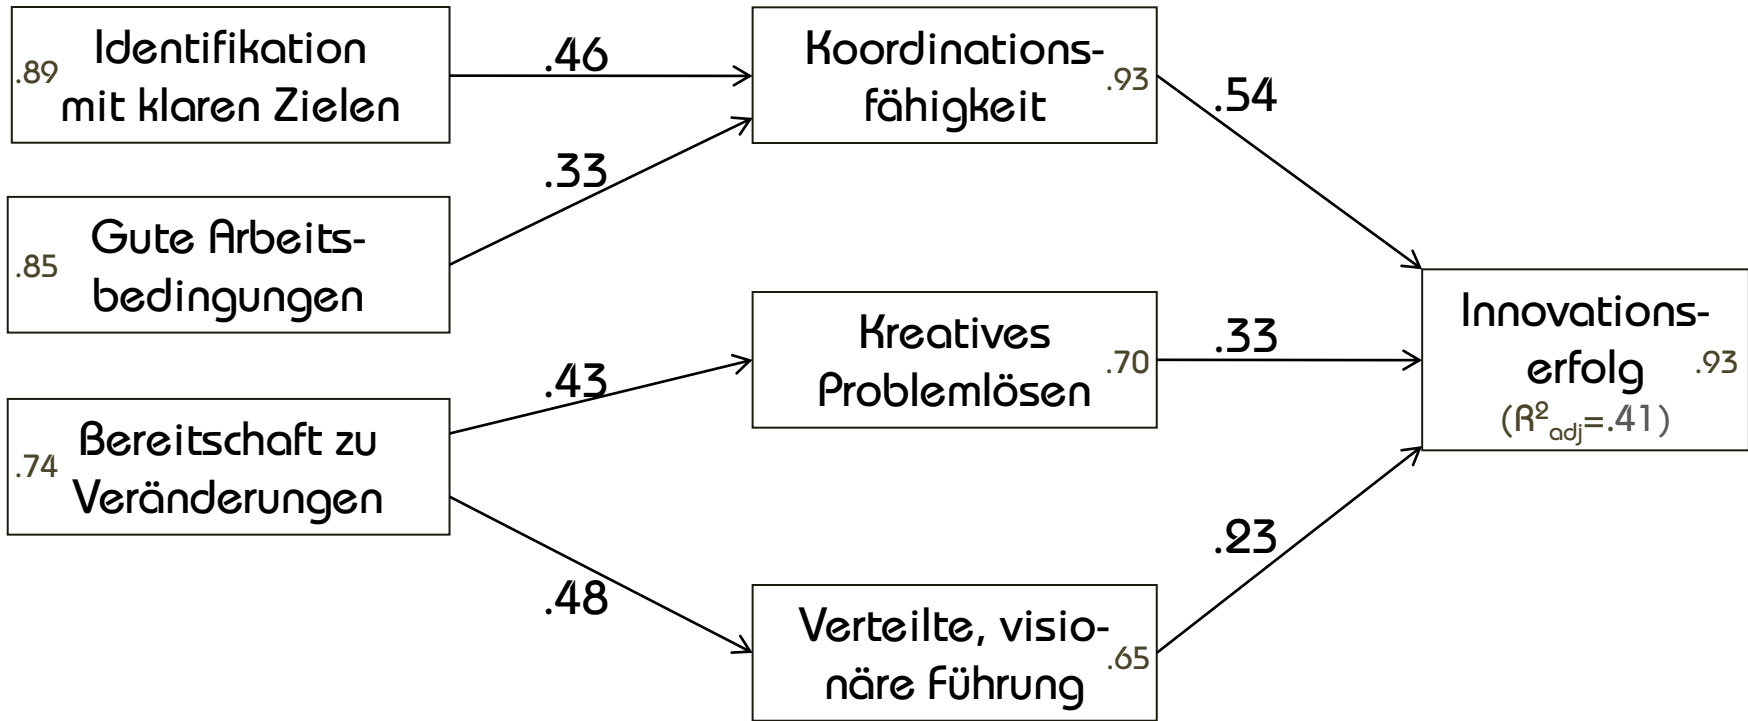 Identifikation
mit klaren Zielen
.89
.46
Koordinations-
fähigkeit
.93
.54
Gute Arbeits-
bedingungen
.85
.33
Kreatives
Problemlösen
.70
.33
Innovations-
erfolg
.93
(R²adj=.41)
Bereitschaft zu
Veränderungen
.74
.43
.48
Verteilte, visio-
näre Führung
.65
.23